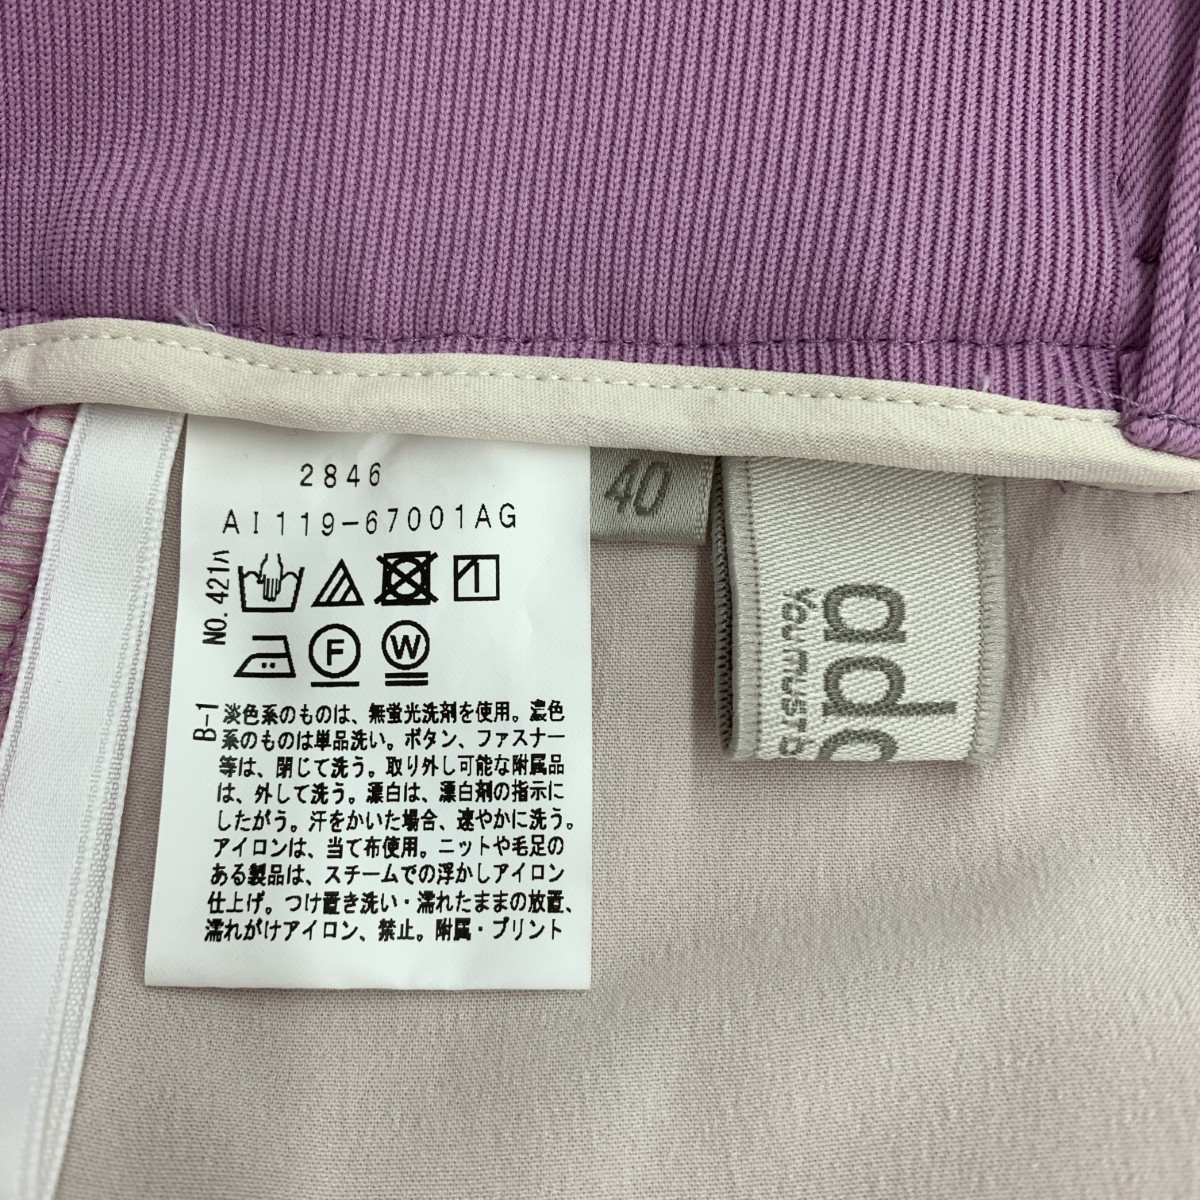 2846
AI119-67001AG
NO.421ハ
F
W
B-1
淡色系のものは、無蛍光洗剤を使用。濃色
系のものは単品洗い。ボタン、ファスナー
等は、閉じて洗う。取り外し可能な附属品
は、外して洗う。漂白は、漂白剤の指示に
したがう。汗をかいた場合、速やかに洗う。
アイロンは、当て布使用。ニットや毛足の
ある製品は、スチームでの浮かしアイロン
仕上げ。つけ置き洗い・濡れたままの放置、
濡れがけアイロン、禁止。附属・プリント
40
ado
YOU MUST